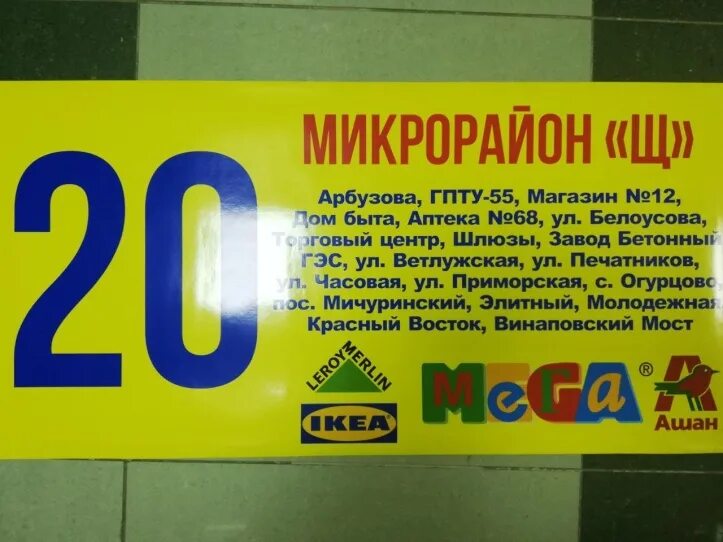 20
МИКРОРАЙОН «Щ»
Арбузова, ГПТУ-55, Магазин №12,
Дом быта, Аптека №68, ул. Белоусова,
Торговый центр, Шлюзы, Завод Бетонный
ГЭС, ул. Ветлужская, ул. Печатников,
ул. Часовая, ул. Приморская, с. Огурцово,
пос. Мичуринский, Элитный, Молодежная
Красный Восток, Винаповский Мост
LEROY MERLIN
IKEA
MeGa ®
Ашан